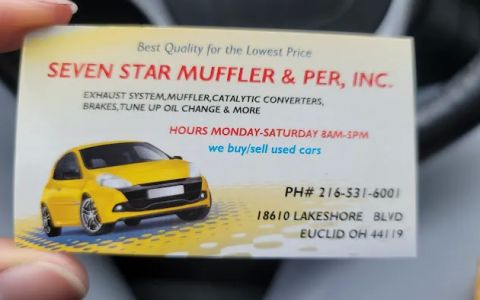 Best Quality for the Lowest Price
SEVEN STAR MUFFLER & PER, INC.
EXHAUST SYSTEM,MUFFLER,CATALYTIC CONVERTERS,
BRAKES,TUNE UP OIL CHANGE & MORE
HOURS MONDAY-SATURDAY 8AM-5PM
we buy/sell used cars
PH# 216-531-6001
18610 LAKESHORE BLVD
EUCLID OH 44119